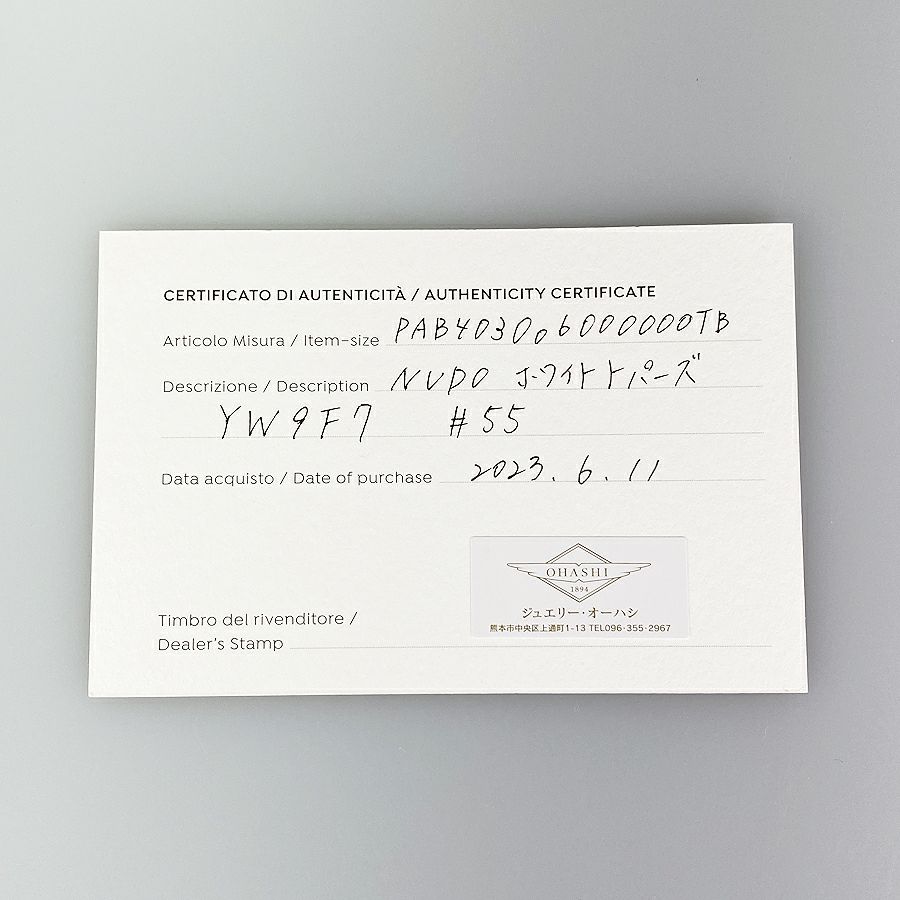 CERTIFICATO DI AUTENTICITÀ / AUTHENTICITY CERTIFICATE
Articolo Misura / Item-size PAB403006000000TB
Descrizione / Description NUDO ホワイトトパーズ
YW9F7 #55
Data acquisto / Date of purchase 2023.6.11
OHASHI
1894
ジュエリー・オーハシ
熊本市中央区上通町1-13 TEL096-355-2967
Timbro del rivenditore /
Dealer's Stamp